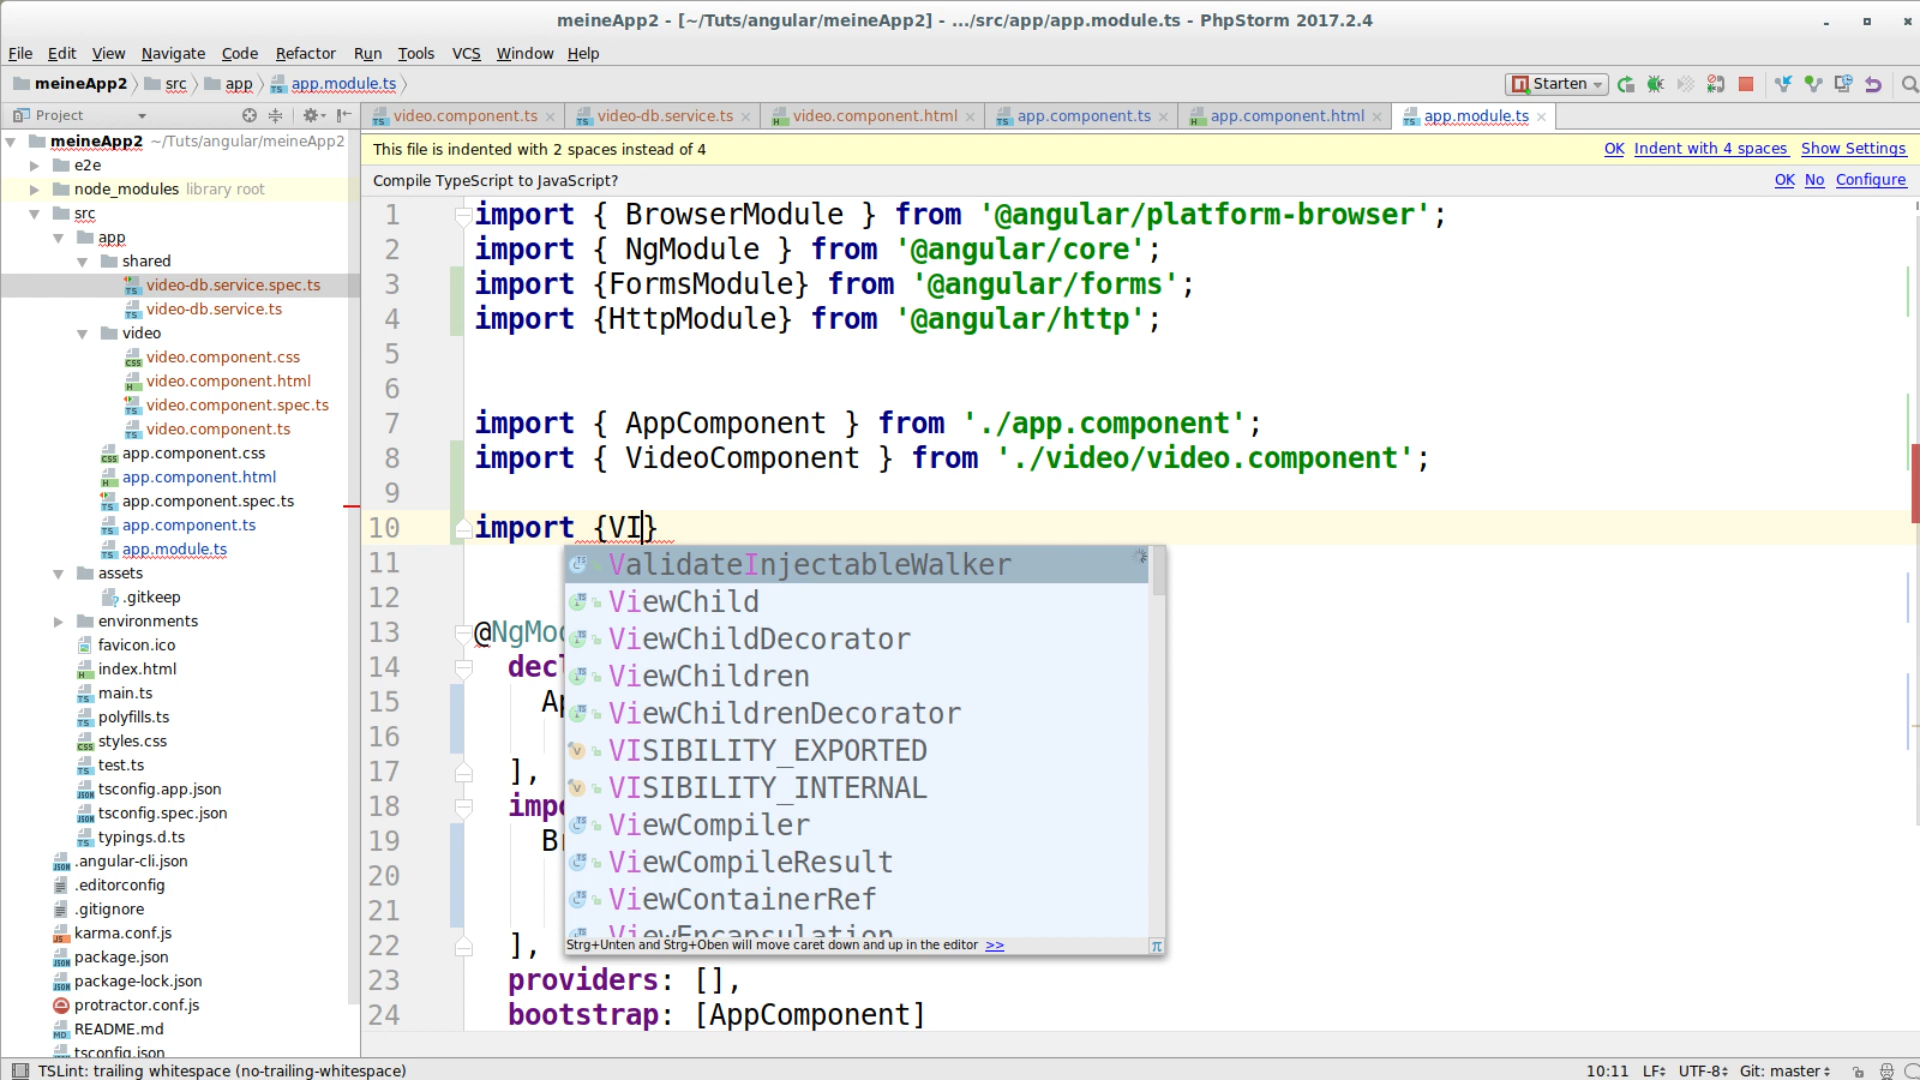 meineApp2 - [~/Tuts/angular/meineApp2] - .../src/app/app.module.ts - PhpStorm 2017.2.4
File Edit View Navigate Code Refactor Run Tools VCS Window Help
meineApp2 src app app.module.ts Starten
Project
video.component.ts video-db.service.ts video.component.html app.component.ts app.component.html app.module.ts
This file is indented with 2 spaces instead of 4 OK Indent with 4 spaces Show Settings
Compile TypeScript to JavaScript? OK No Configure
meineApp2 ~/Tuts/angular/meineApp2
e2e
node_modules library root
src
app
shared
video-db.service.spec.ts
video-db.service.ts
video
video.component.css
video.component.html
video.component.spec.ts
video.component.ts
app.component.css
app.component.html
app.component.spec.ts
app.component.ts
app.module.ts
assets
.gitkeep
environments
favicon.ico
index.html
main.ts
polyfills.ts
styles.css
test.ts
tsconfig.app.json
tsconfig.spec.json
typings.d.ts
.angular-cli.json
.editorconfig
.gitignore
karma.conf.js
package.json
package-lock.json
protractor.conf.js
README.md
tsconfig.json
1 import { BrowserModule } from '@angular/platform-browser';
2 import { NgModule } from '@angular/core';
3 import {FormsModule} from '@angular/forms';
4 import {HttpModule} from '@angular/http';
5
6
7 import { AppComponent } from './app.component';
8 import { VideoComponent } from './video/video.component';
9
10 import {VI}
11
12
13 @NgMod
14 decl
15 Ap
16
17 ],
18 impo
19 Br
20
21
22 ],
23 providers: [],
24 bootstrap: [AppComponent]
ValidateInjectableWalker
ViewChild
ViewChildDecorator
ViewChildren
ViewChildrenDecorator
VISIBILITY_EXPORTED
VISIBILITY_INTERNAL
ViewCompiler
ViewCompileResult
ViewContainerRef
ViewEncapsulation
Strg+Unten and Strg+Oben will move caret down and up in the editor >>
π
TSLint: trailing whitespace (no-trailing-whitespace) 10:11 LF UTF-8 Git: master